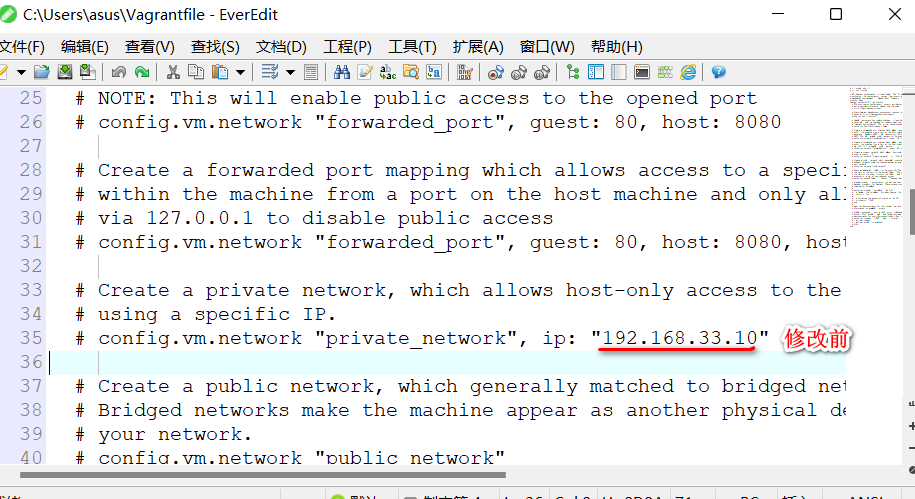 C:\Users\asus\Vagrantfile - EverEdit
文件(F) 编辑(E) 查看(V) 查找(S) 文档(D) 工程(P) 工具(T) 扩展(A) 窗口(W) 帮助(H)
25 # NOTE: This will enable public access to the opened port
26 # config.vm.network "forwarded_port", guest: 80, host: 8080
27
28 # Create a forwarded port mapping which allows access to a speci
29 # within the machine from a port on the host machine and only al
30 # via 127.0.0.1 to disable public access
31 # config.vm.network "forwarded_port", guest: 80, host: 8080, host
32
33 # Create a private network, which allows host-only access to the
34 # using a specific IP.
35 # config.vm.network "private_network", ip: "192.168.33.10" 修改前
36
37 # Create a public network, which generally matched to bridged net
38 # Bridged networks make the machine appear as another physical de
39 # your network.
40 # config.vm.network "public_network"